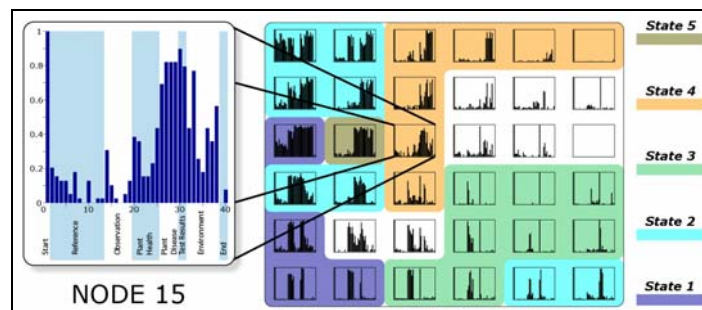 1
0.8
0.6
0.4
0.2
0
0 10 20 30 40
Start
Reference
Observation
Plant
Health
Plant
Disease
Test Results
Environment
End
NODE 15
State 5
State 4
State 3
State 2
State 1